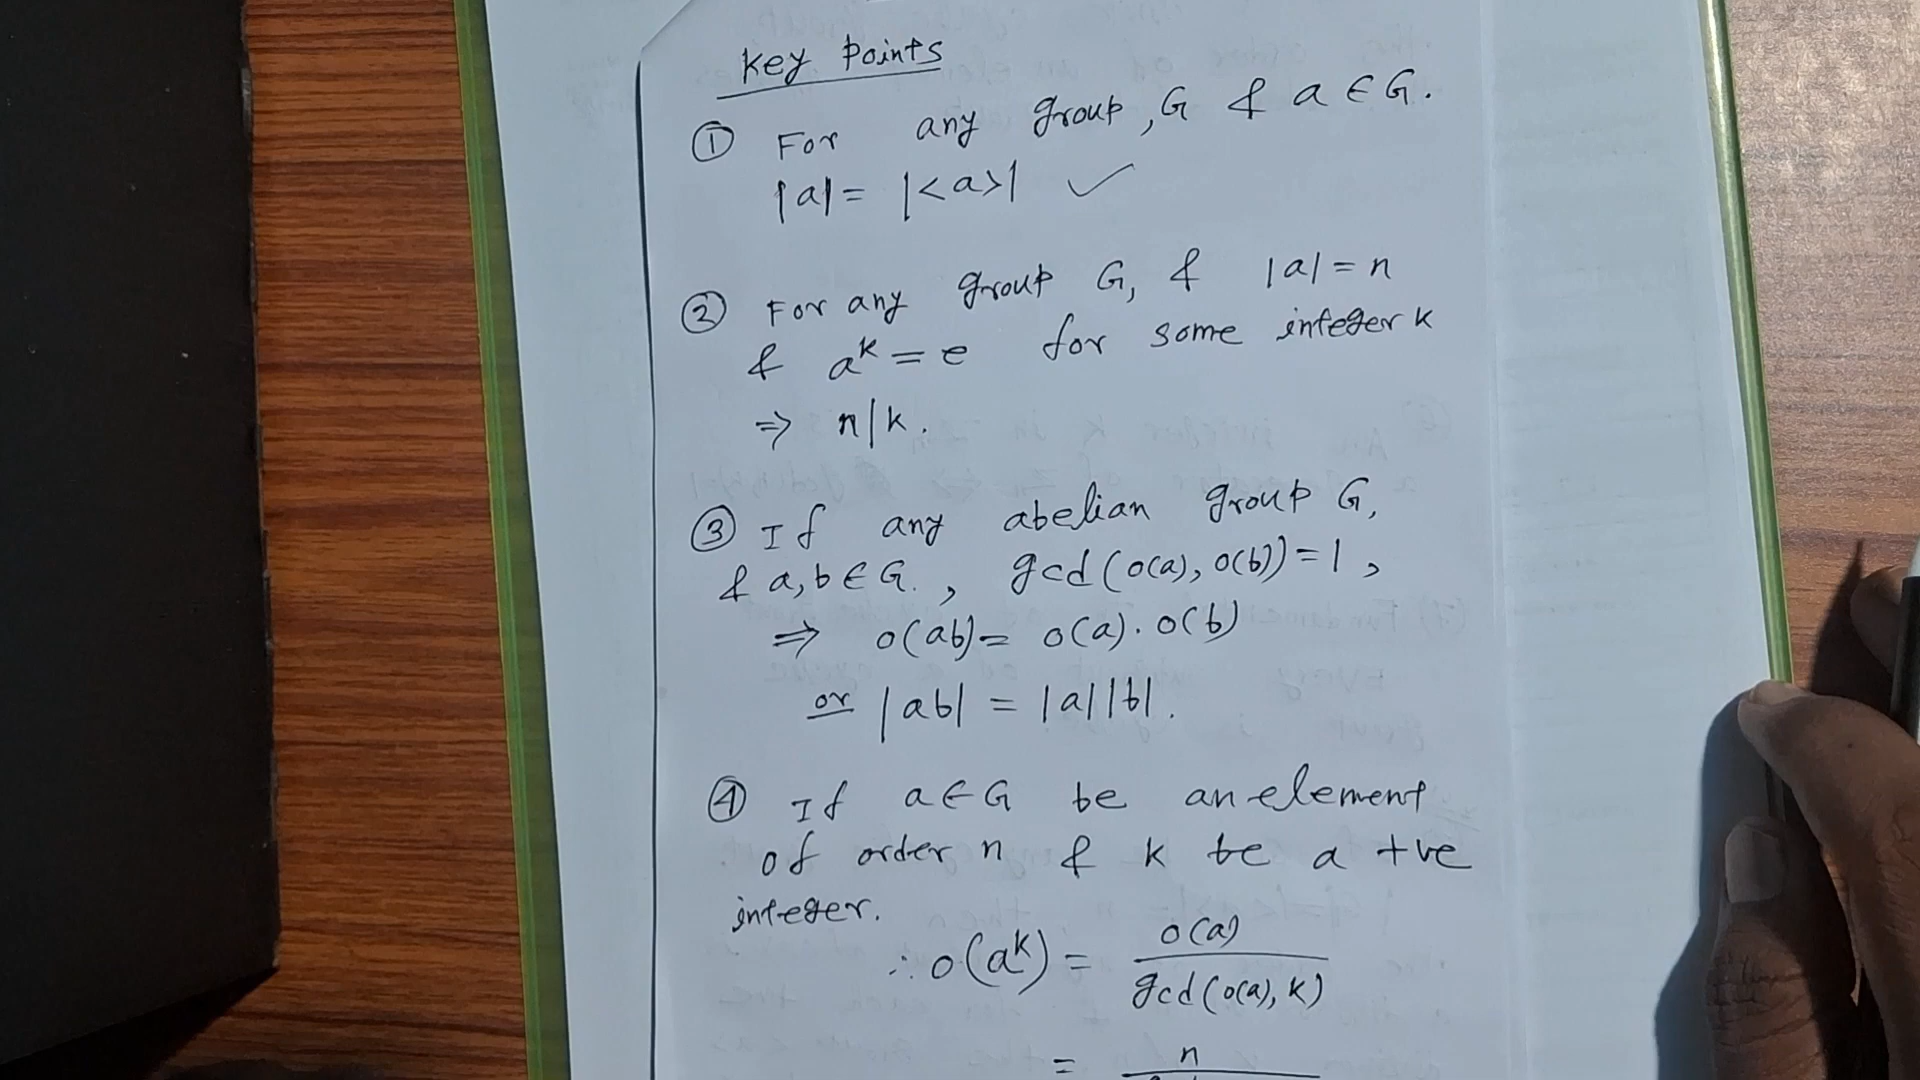 Key points
① For any group, G & a ∈ G.
|a| = |<a>| ✓
② For any group G, & |a| = n
& a^k = e for some integer k
⇒ n|k.
③ If any abelian group G,
& a, b ∈ G., gcd(o(a), o(b)) = 1,
⇒ o(ab) = o(a). o(b)
or |ab| = |a||b|.
④ If a ∈ G be an element
of order n & k be a +ve
integer.
∴ o(a^k) = o(a) / gcd(o(a), k)
= n